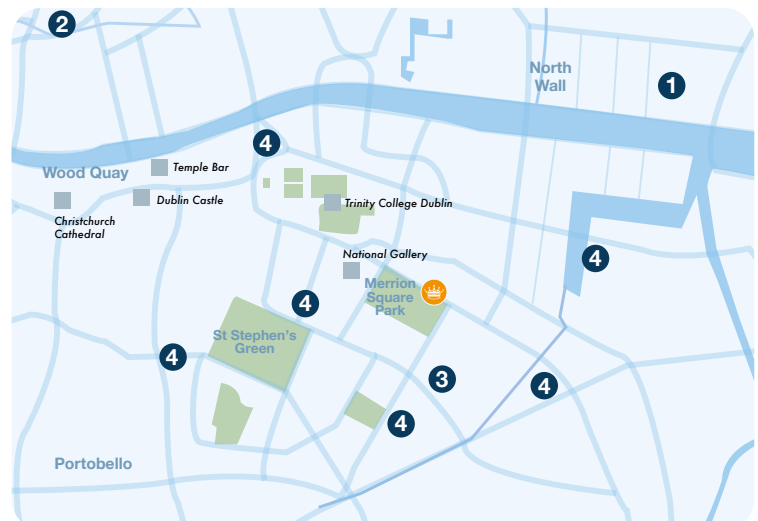 2
North
Wall
1
4
Temple Bar
Wood Quay
Dublin Castle
Trinity College Dublin
Christchurch
Cathedral
National Gallery
4
Merrion
Square
Park
4
St Stephen's
Green
4
3
4
4
Portobello